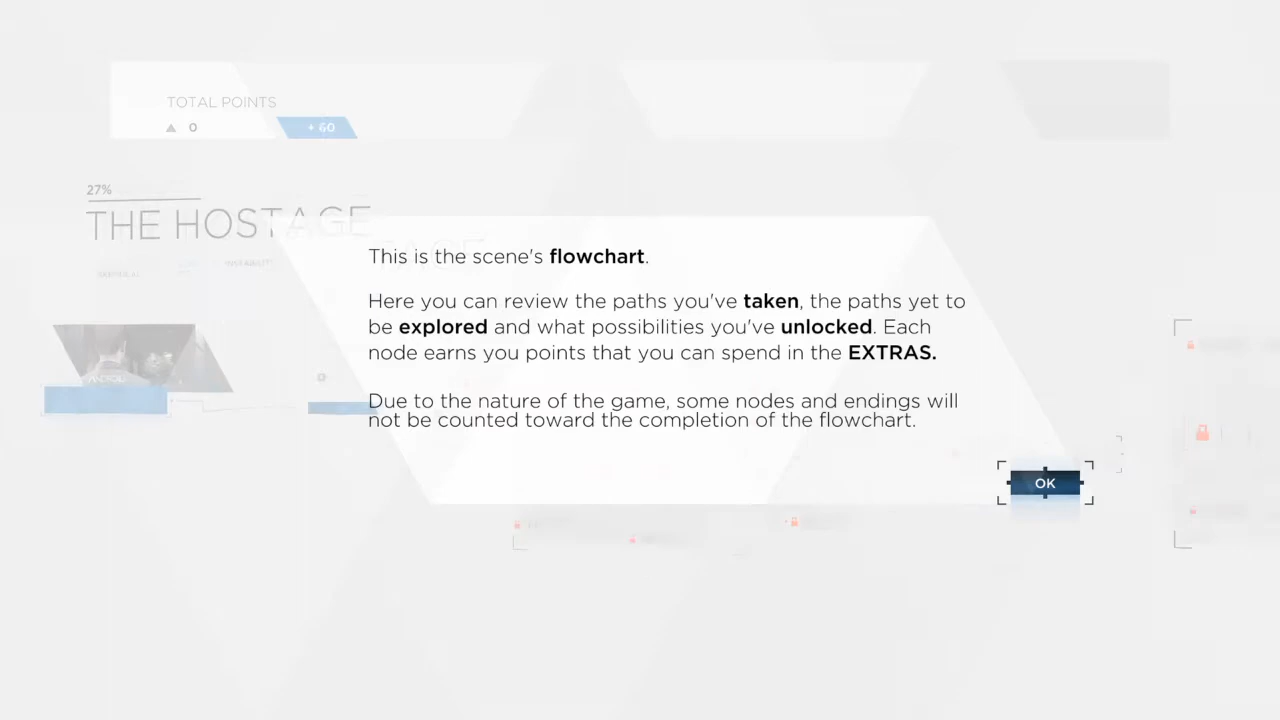 TOTAL POINTS
0 + 60
27%
THE HOSTAGE
This is the scene's flowchart.
Here you can review the paths you've taken, the paths yet to
be explored and what possibilities you've unlocked. Each
node earns you points that you can spend in the EXTRAS.
Due to the nature of the game, some nodes and endings will
not be counted toward the completion of the flowchart.
OK